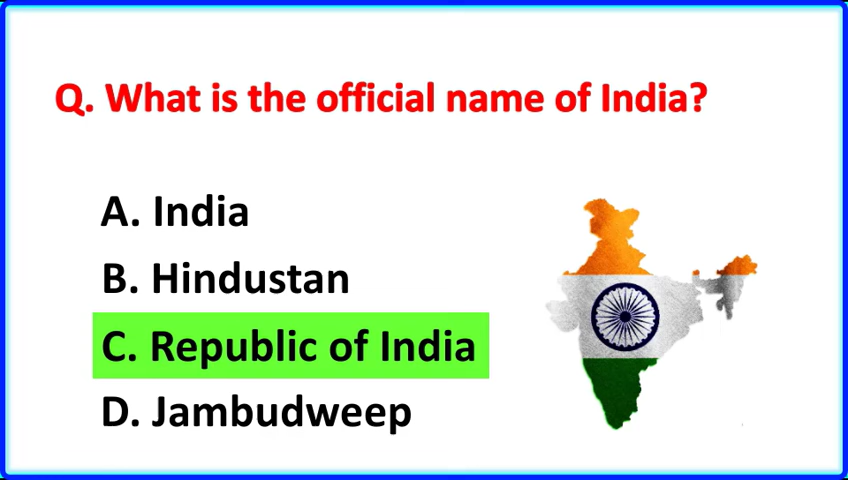 Q. What is the official name of India?
A. India
B. Hindustan
C. Republic of India
D. Jambudweep